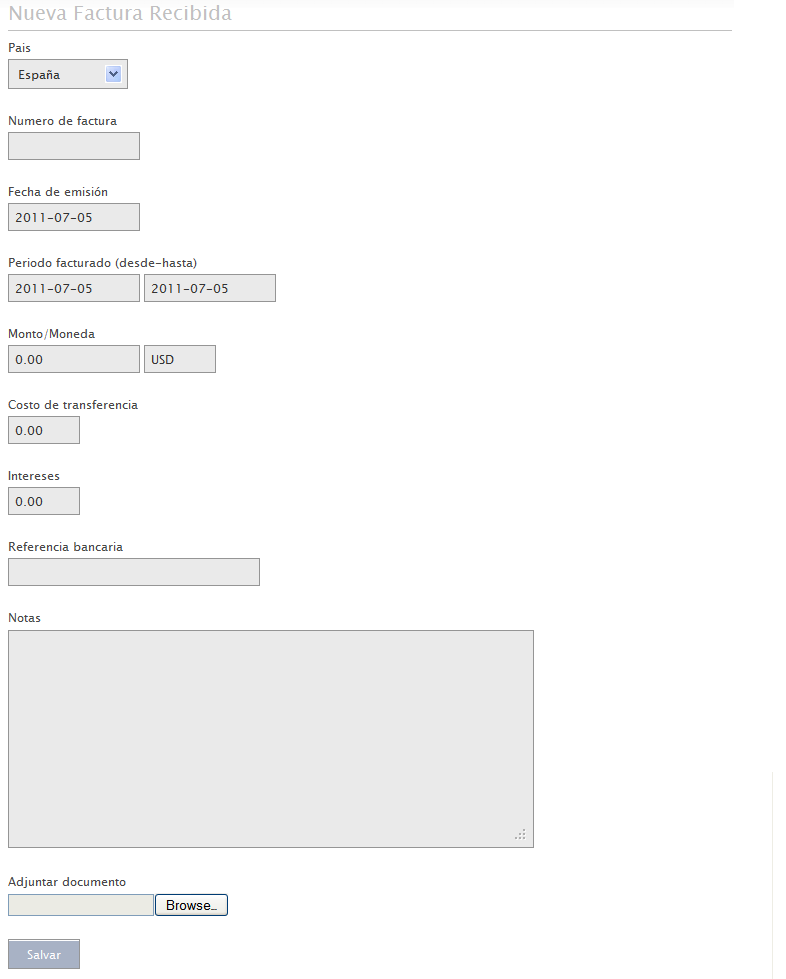 Nueva Factura Recibida
Pais
España
Numero de factura
Fecha de emisión
2011-07-05
Periodo facturado (desde-hasta)
2011-07-05 2011-07-05
Monto/Moneda
0.00 USD
Costo de transferencia
0.00
Intereses
0.00
Referencia bancaria
Notas
Adjuntar documento
Browse...
Salvar